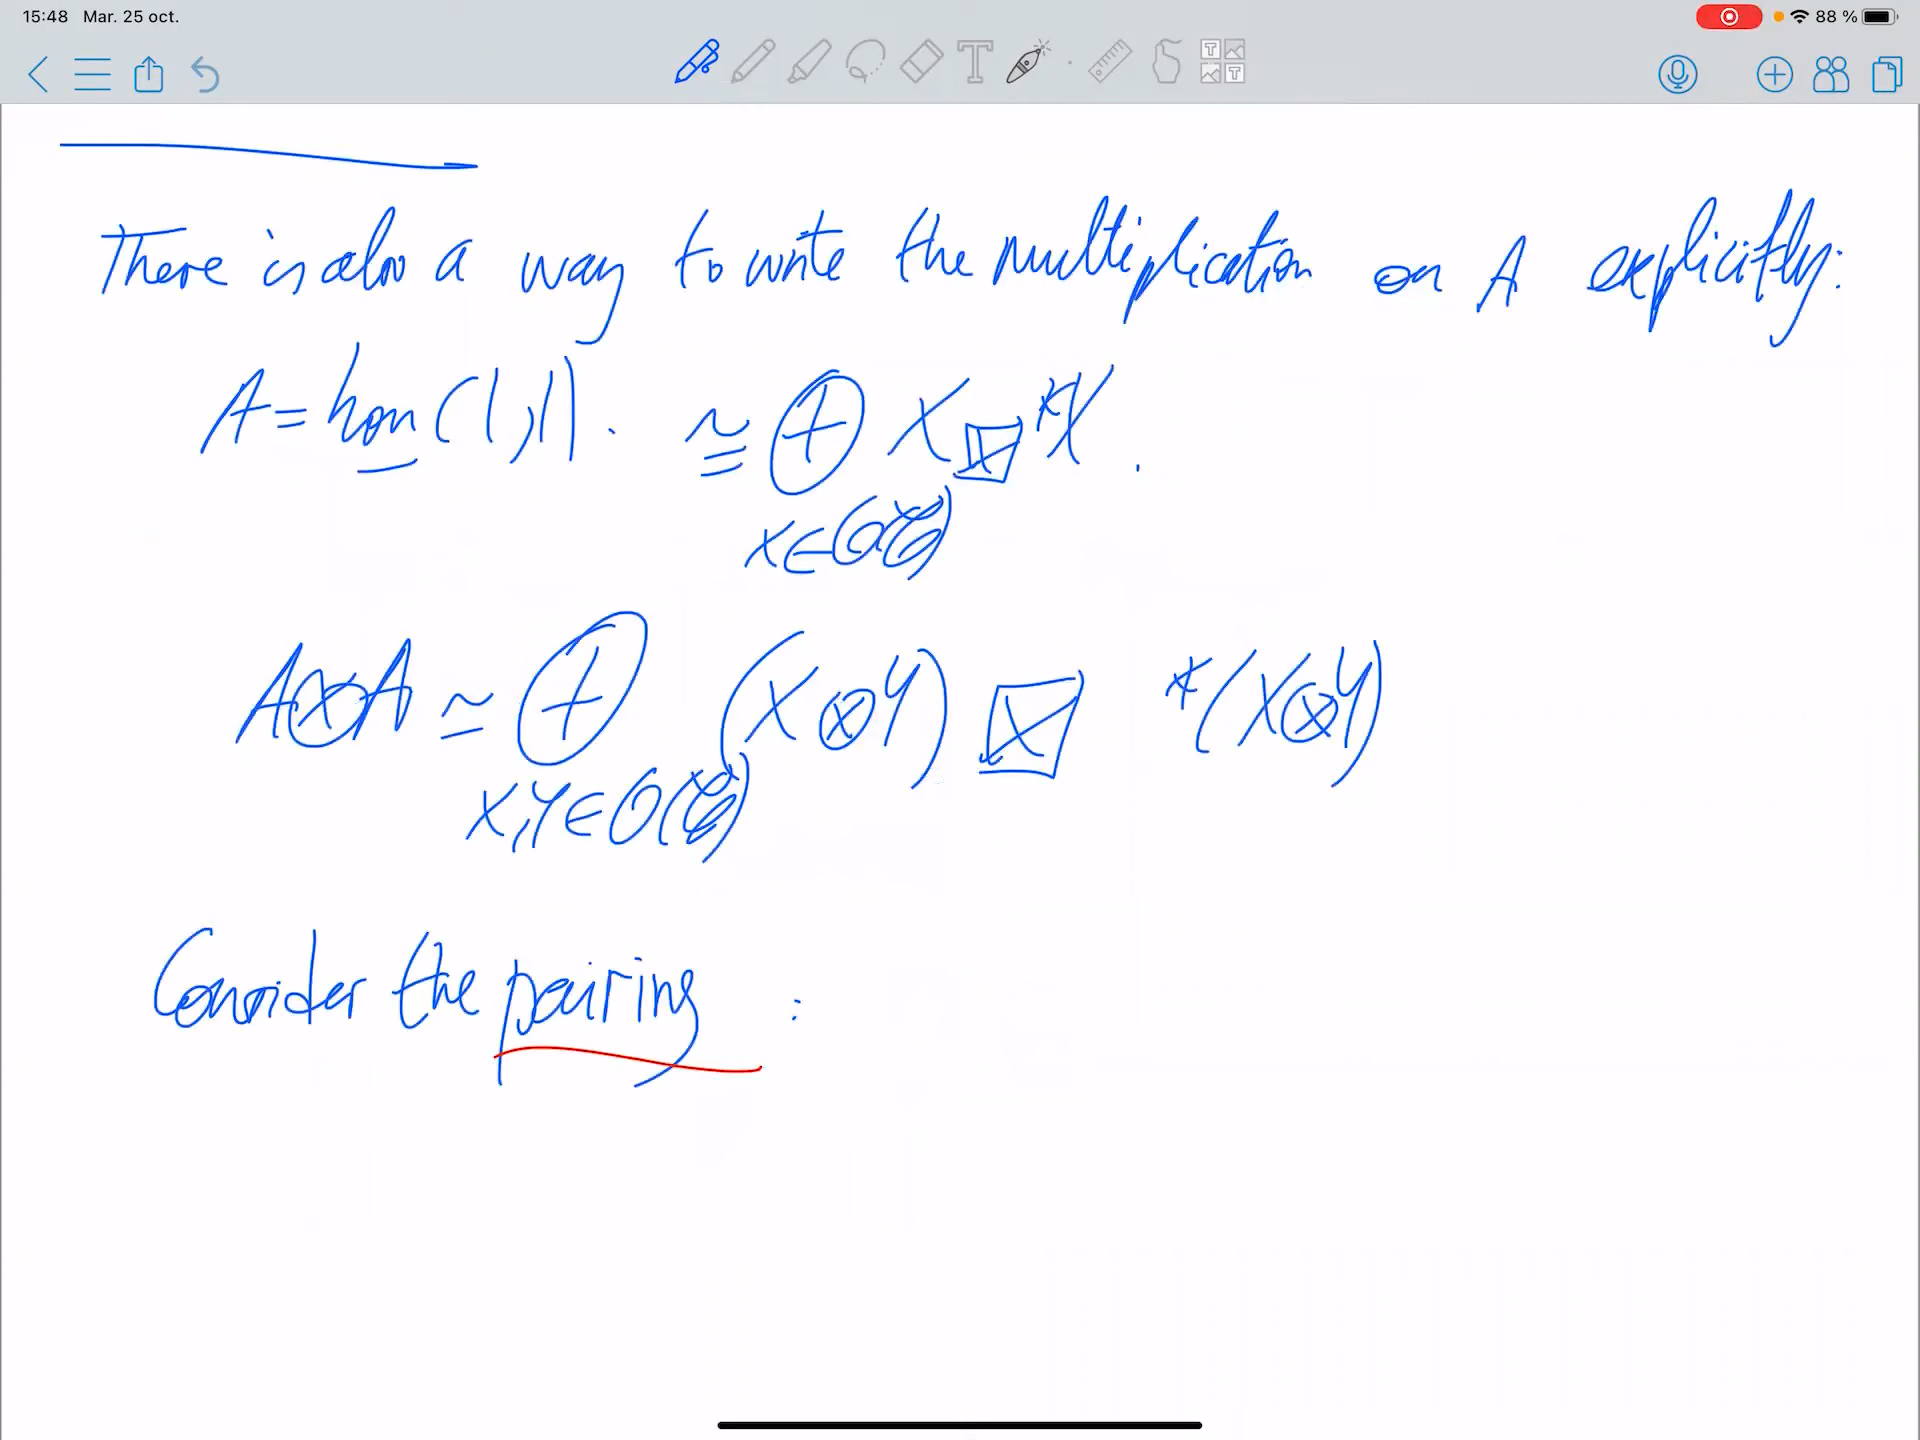 15:48 Mar. 25 oct. 88 %
There is also a way to write the multiplication on A explicitly:
A = hom(1,1). ≅ ⊕ X ⊠ *X .
X∈O(C)
A⊗A ≃ ⊕ (X⊗Y) ⊠ *(X⊗Y)
X,Y∈O(C)
Consider the pairing :